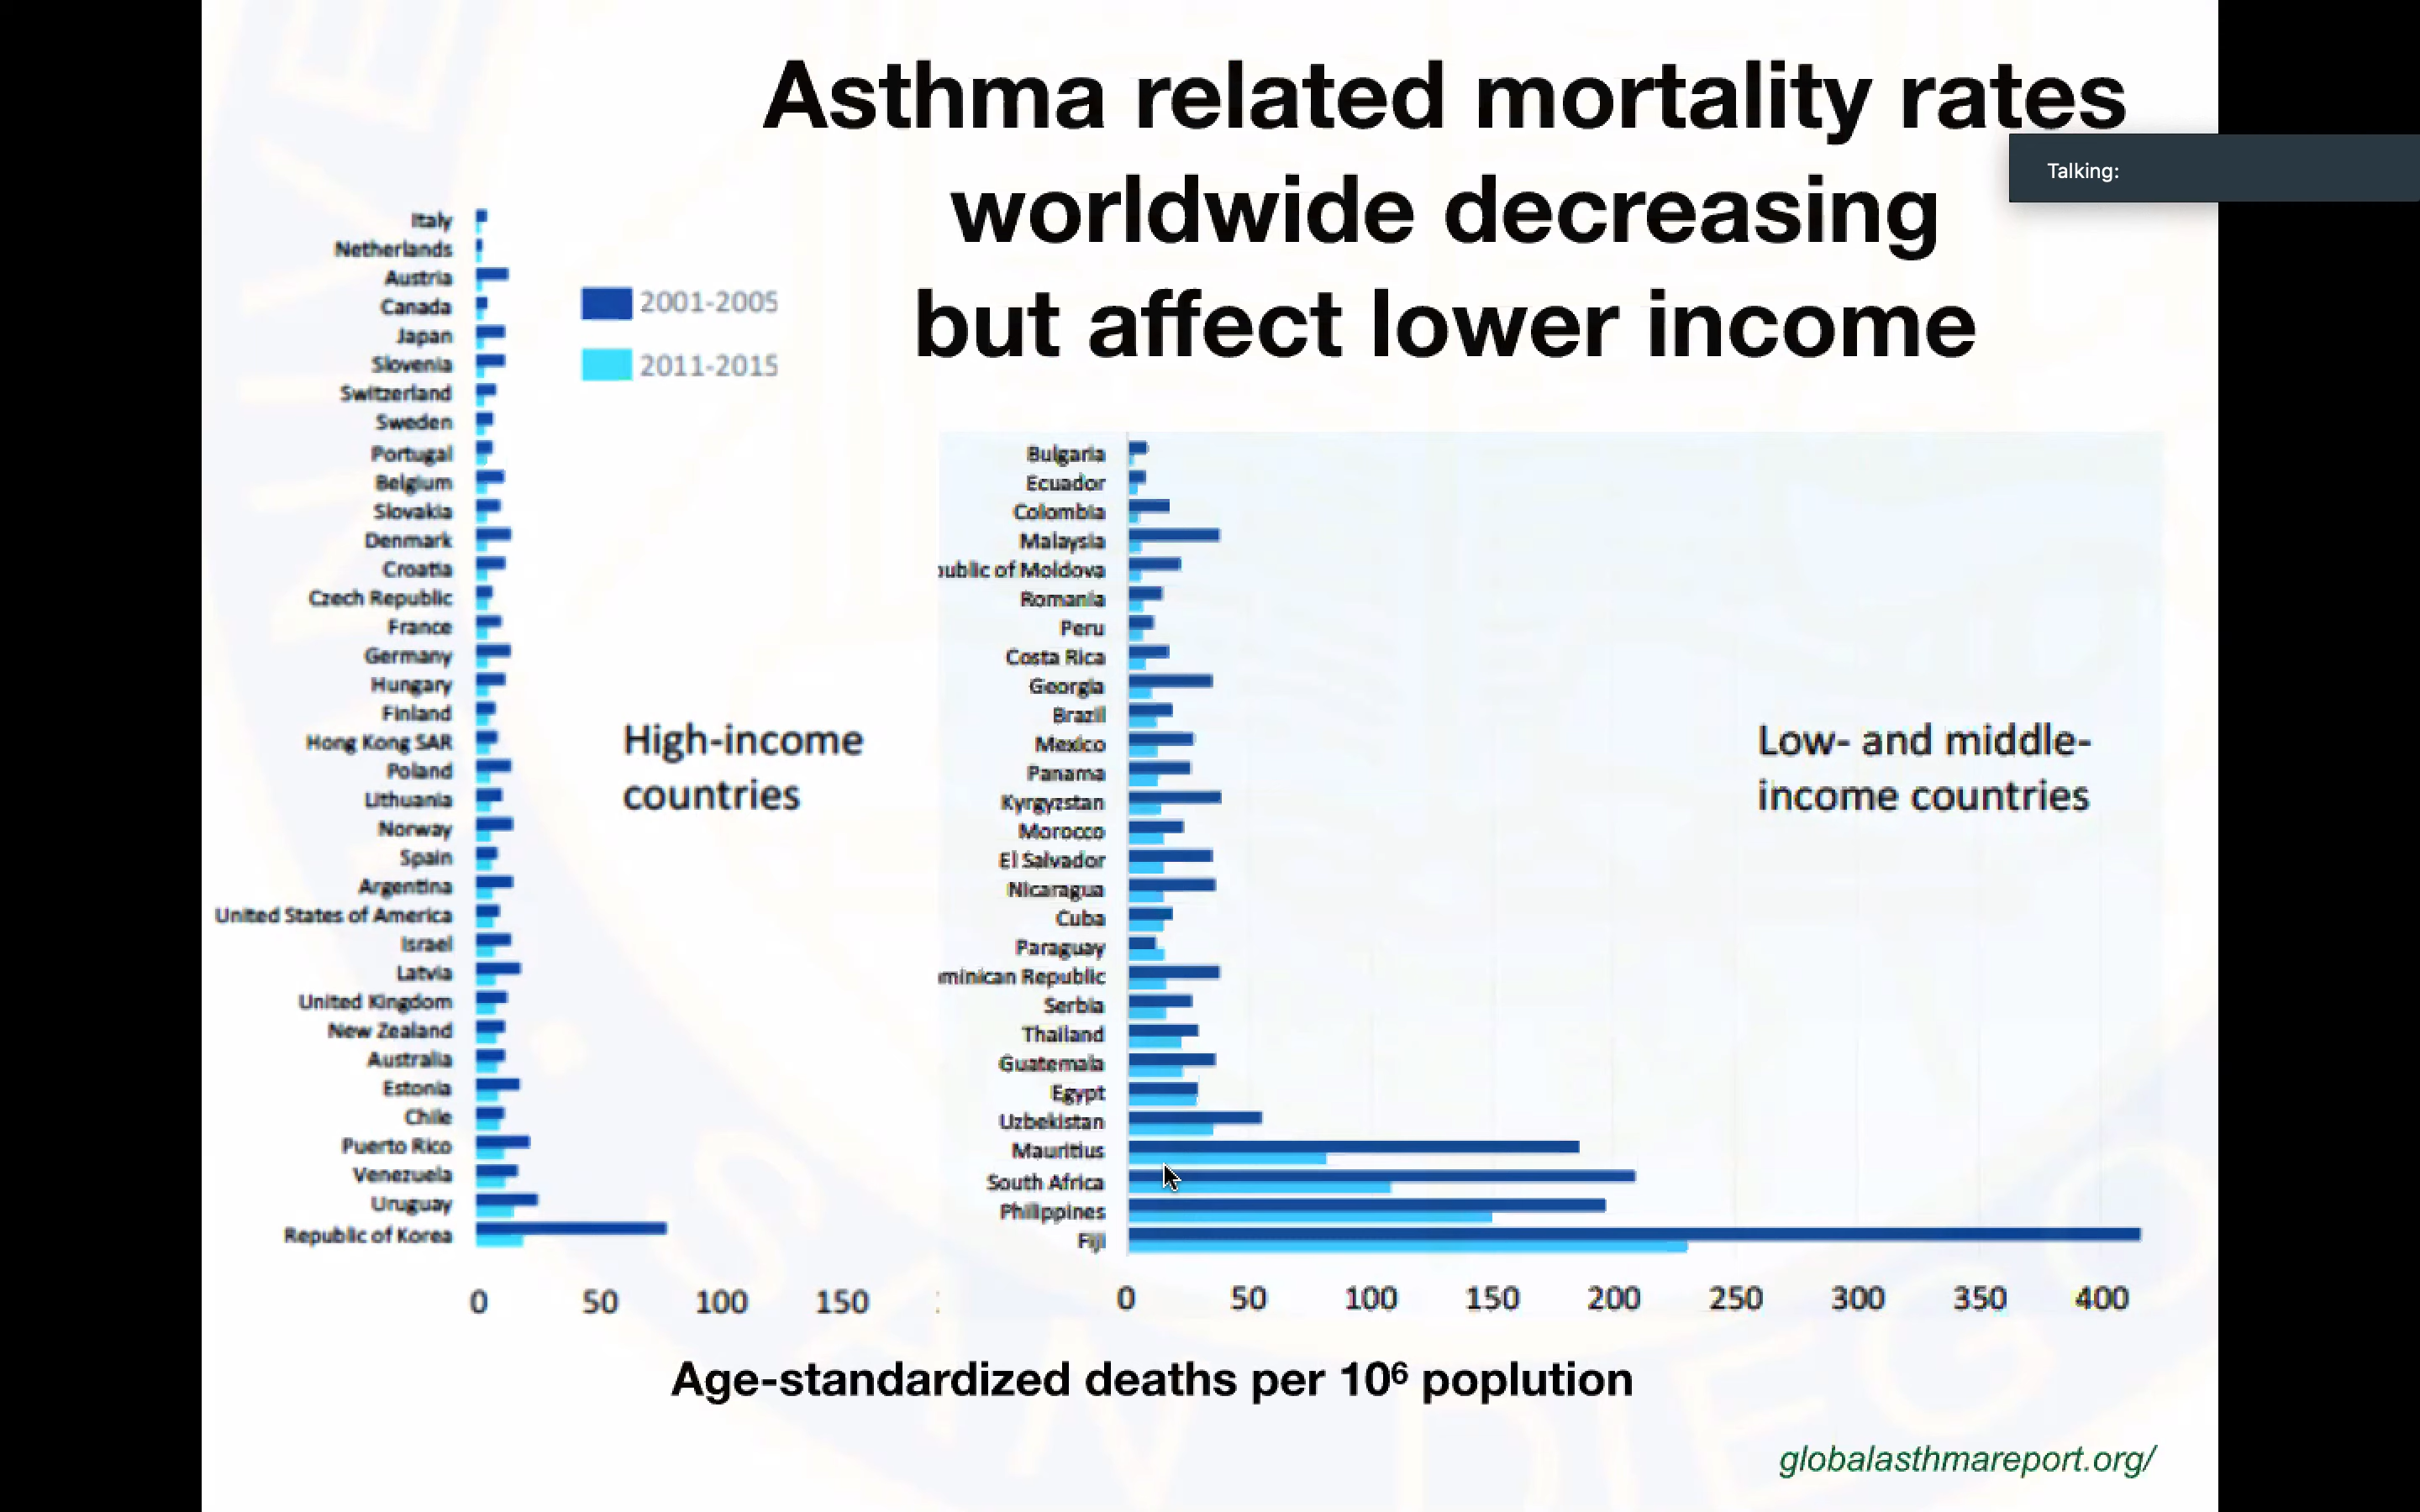 Asthma related mortality rates
worldwide decreasing
but affect lower income
Talking:
2001-2005
2011-2015
Italy
Netherlands
Austria
Canada
Japan
Slovenia
Switzerland
Sweden
Portugal
Belgium
Slovakia
Denmark
Croatia
Czech Republic
France
Germany
Hungary
Finland
Hong Kong SAR
Poland
Lithuania
Norway
Spain
Argentina
United States of America
Israel
Latvia
United Kingdom
New Zealand
Australia
Estonia
Chile
Puerto Rico
Venezuela
Uruguay
Republic of Korea
0 50 100 150
High-income
countries
Bulgaria
Ecuador
Colombia
Malaysia
public of Moldova
Romania
Peru
Costa Rica
Georgia
Brazil
Mexico
Panama
Kyrgyzstan
Morocco
El Salvador
Nicaragua
Cuba
Paraguay
minican Republic
Serbia
Thailand
Guatemala
Egypt
Uzbekistan
Mauritius
South Africa
Philippines
Fiji
0 50 100 150 200 250 300 350 400
Low- and middle-
income countries
Age-standardized deaths per 10⁶ poplution
globalasthmareport.org/